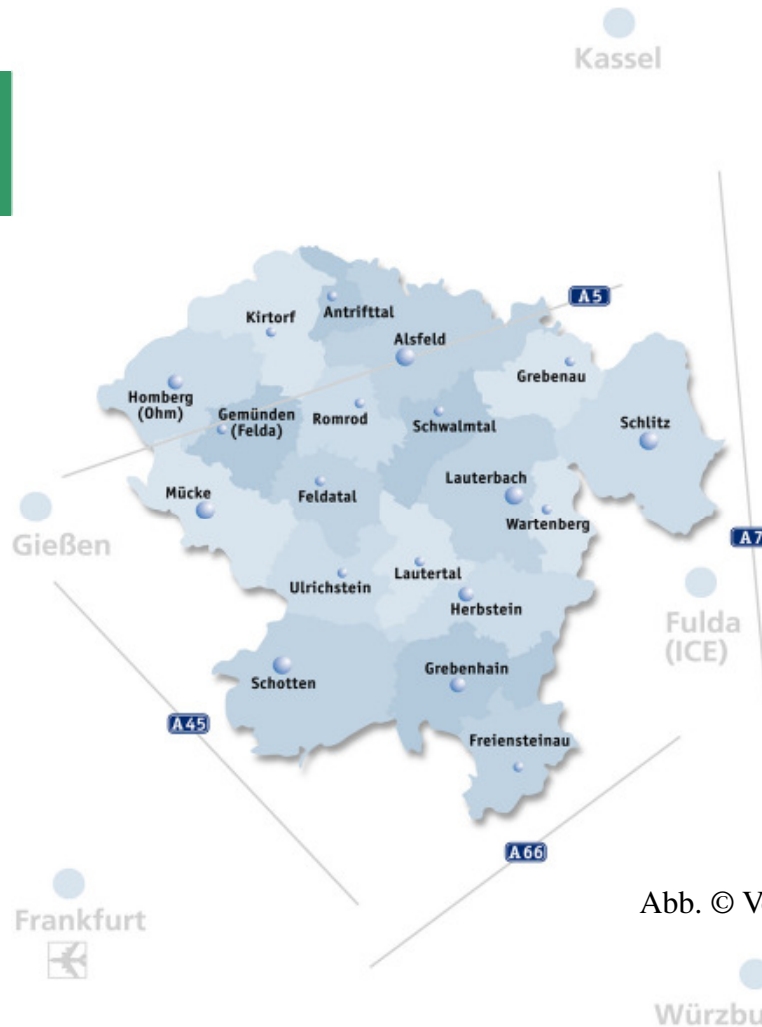 Kassel
A5
Antrifttal
Kirtorf
Alsfeld
Grebenau
Homberg
(Ohm)
Gemünden
(Felda)
Romrod
Schwalmtal
Schlitz
Lauterbach
Mücke
Feldatal
Wartenberg
Gießen
A7
Lautertal
Ulrichstein
Herbstein
Fulda
(ICE)
Grebenhain
Schotten
A45
Freiensteinau
A66
Frankfurt
Abb. ©